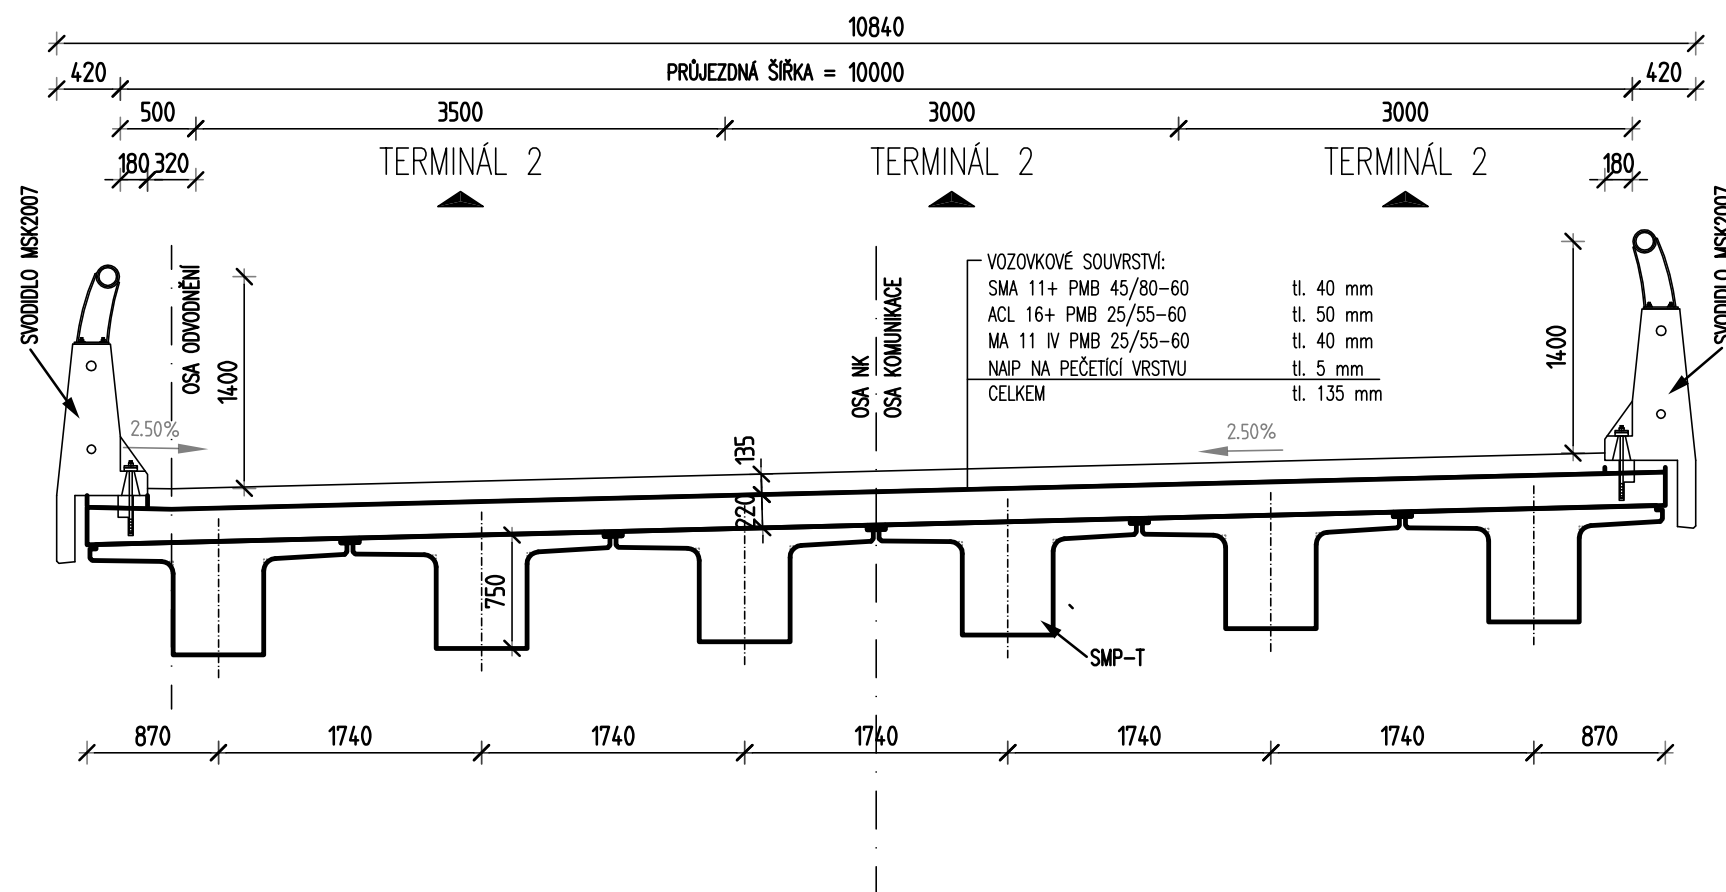 10840
420
PRŮJEZDNÁ ŠÍŘKA = 10000
420
500
3500
3000
3000
180
320
TERMINÁL 2
TERMINÁL 2
TERMINÁL 2
180
SVODIDLO MSK2007
OSA ODVODNĚNÍ
1400
OSA NK
OSA KOMUNIKACE
VOZOVKOVÉ SOUVRSTVÍ:
SMA 11+ PMB 45/80-60 tl. 40 mm
ACL 16+ PMB 25/55-60 tl. 50 mm
MA 11 IV PMB 25/55-60 tl. 40 mm
NAIP NA PEČETÍCÍ VRSTVU tl. 5 mm
CELKEM tl. 135 mm
1400
SVODIDLO MSK2007
2.50%
2.50%
135
220
750
SMP-T
870
1740
1740
1740
1740
1740
870